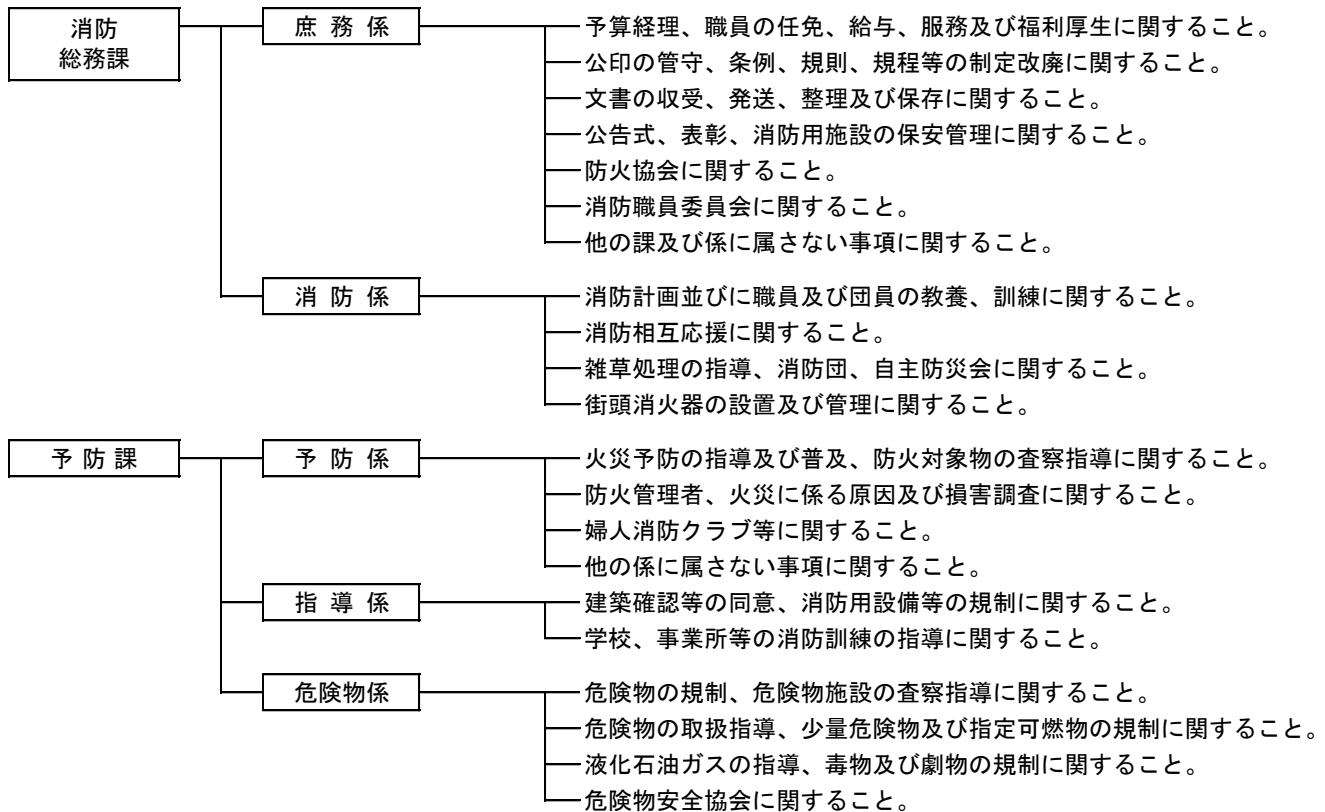 消防
総務課
庶務係
予算経理、職員の任免、給与、服務及び福利厚生に関すること。
公印の管守、条例、規則、規程等の制定改廃に関すること。
文書の収受、発送、整理及び保存に関すること。
公告式、表彰、消防用施設の保安管理に関すること。
防火協会に関すること。
消防職員委員会に関すること。
他の課及び係に属さない事項に関すること。
消防係
消防計画並びに職員及び団員の教養、訓練に関すること。
消防相互応援に関すること。
雑草処理の指導、消防団、自主防災会に関すること。
街頭消火器の設置及び管理に関すること。
予防課
予防係
火災予防の指導及び普及、防火対象物の査察指導に関すること。
防火管理者、火災に係る原因及び損害調査に関すること。
婦人消防クラブ等に関すること。
他の係に属さない事項に関すること。
指導係
建築確認等の同意、消防用設備等の規制に関すること。
学校、事業所等の消防訓練の指導に関すること。
危険物係
危険物の規制、危険物施設の査察指導に関すること。
危険物の取扱指導、少量危険物及び指定可燃物の規制に関すること。
液化石油ガスの指導、毒物及び劇物の規制に関すること。
危険物安全協会に関すること。